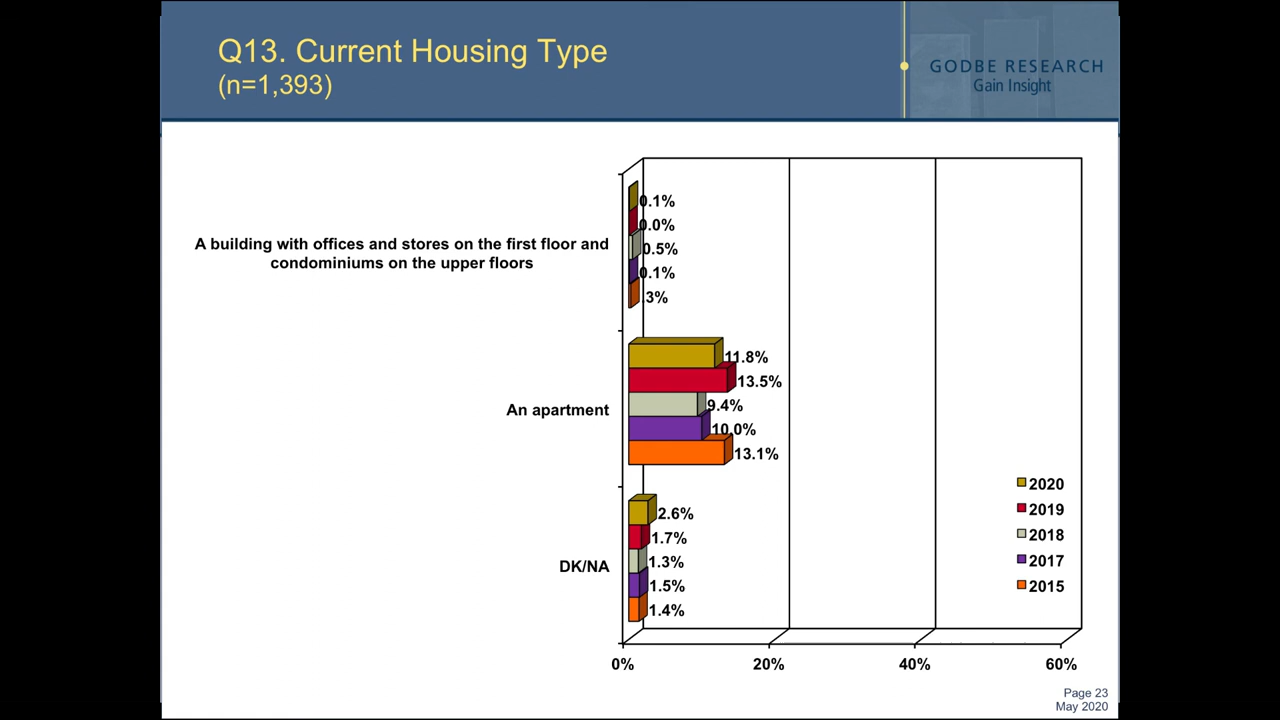 Q13. Current Housing Type
(n=1,393)
GODBE RESEARCH
Gain Insight
A building with offices and stores on the first floor and
condominiums on the upper floors
0.1%
0.0%
0.5%
0.1%
.3%
An apartment
11.8%
13.5%
9.4%
10.0%
13.1%
DK/NA
2.6%
1.7%
1.3%
1.5%
1.4%
2020
2019
2018
2017
2015
0% 20% 40% 60%
Page 23
May 2020